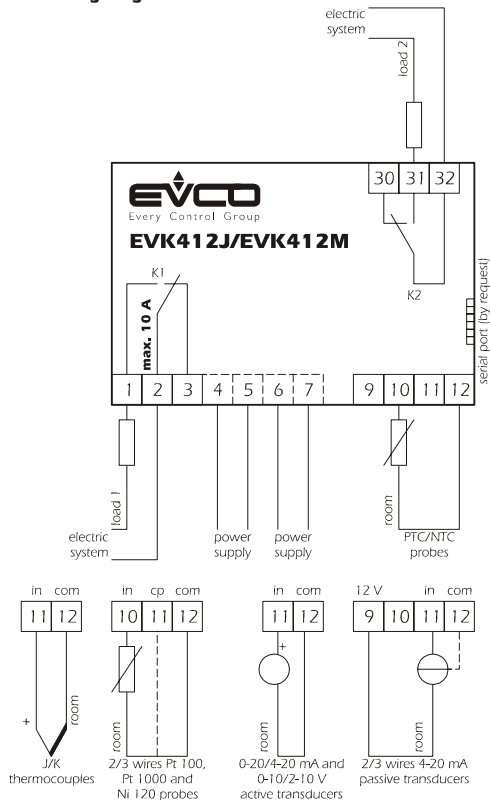 electric
system
load 2
30 31 32
EVCO
Every Control Group
EVK412J/EVK412M
K1
K2
max. 10 A
serial port (by request)
1 2 3 4 5 6 7 9 10 11 12
load 1
room
electric
system
power
supply
power
supply
PTC/NTC
probes
in com
11 12
+
room
J/K
thermocouples
in cp com
10 11 12
room
2/3 wires Pt 100,
Pt 1000 and
Ni 120 probes
in com
11 12
+
room
0-20/4-20 mA and
0-10/2-10 V
active transducers
12 V in com
9 10 11 12
room
2/3 wires 4-20 mA
passive transducers